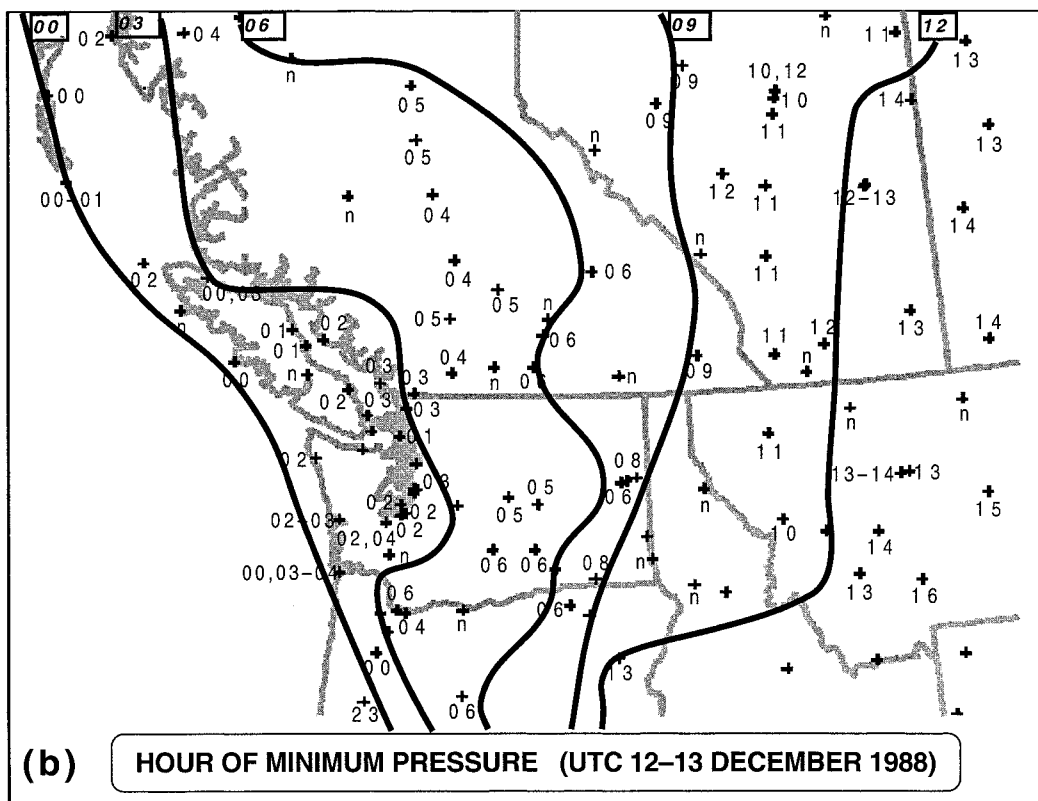 00 03 06 09 12
02 04 n 11
n 09 10,12 13
00 05 09 10 14
11
05 n 13
00-01 n 04 12 11 12-13
14
n
02 04 06 11
00,03 05 n
n 01 02 05 06 12 13 14
01 11 n
00 n 03 04 n n 09
02 03 03 03 n
01 11
02 03 08 13-14 13
02 05 06 n 15
02-03 02 05 10
02,04 02 14
n 06 06 n
00,03-04 08 13 16
06 n
04 n 06
00 13
23 06
(b) HOUR OF MINIMUM PRESSURE (UTC 12–13 DECEMBER 1988)